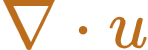 ∇ · u